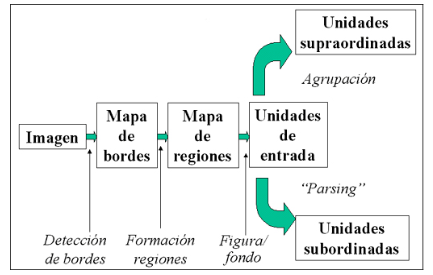 Unidades
supraordinadas
Agrupación
Imagen
Mapa
de
bordes
Mapa
de
regiones
Unidades
de
entrada
"Parsing"
Unidades
subordinadas
Detección
de bordes
Formación
regiones
Figura/
fondo